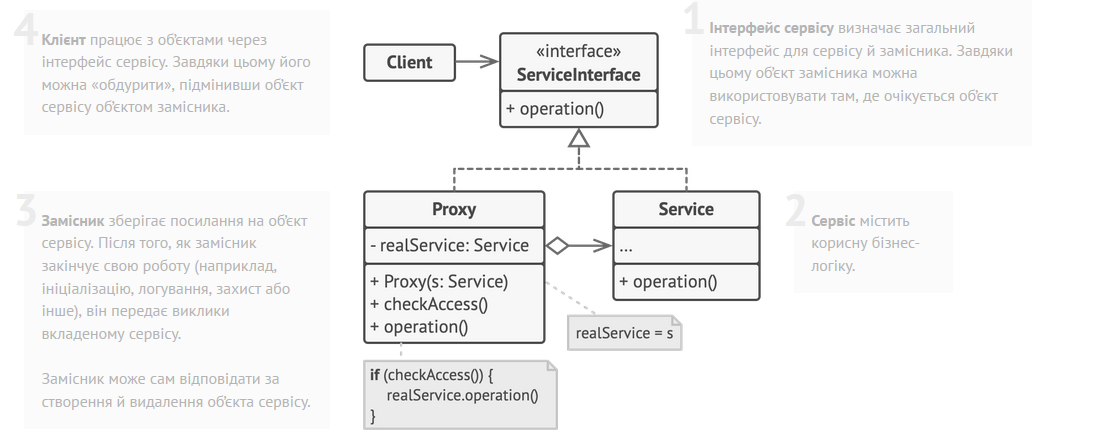 4
Клієнт працює з об'єктами через
інтерфейс сервісу. Завдяки цьому його
можна «обдурити», підмінивши об'єкт
сервісу об'єктом замісника.
Client
«interface»
ServiceInterface
+ operation()
1
Інтерфейс сервісу визначає загальний
інтерфейс для сервісу й замісника. Завдяки
цьому об'єкт замісника можна
використовувати там, де очікується об'єкт
сервісу.
3
Замісник зберігає посилання на об'єкт
сервісу. Після того, як замісник
закінчує свою роботу (наприклад,
ініціалізацію, логування, захист або
інше), він передає виклики
вкладеному сервісу.
Замісник може сам відповідати за
створення й видалення об'єкта сервісу.
Proxy
- realService: Service
+ Proxy(s: Service)
+ checkAccess()
+ operation()
Service
...
+ operation()
2
Сервіс містить
корисну бізнес-
логіку.
realService = s
if (checkAccess()) {
realService.operation()
}